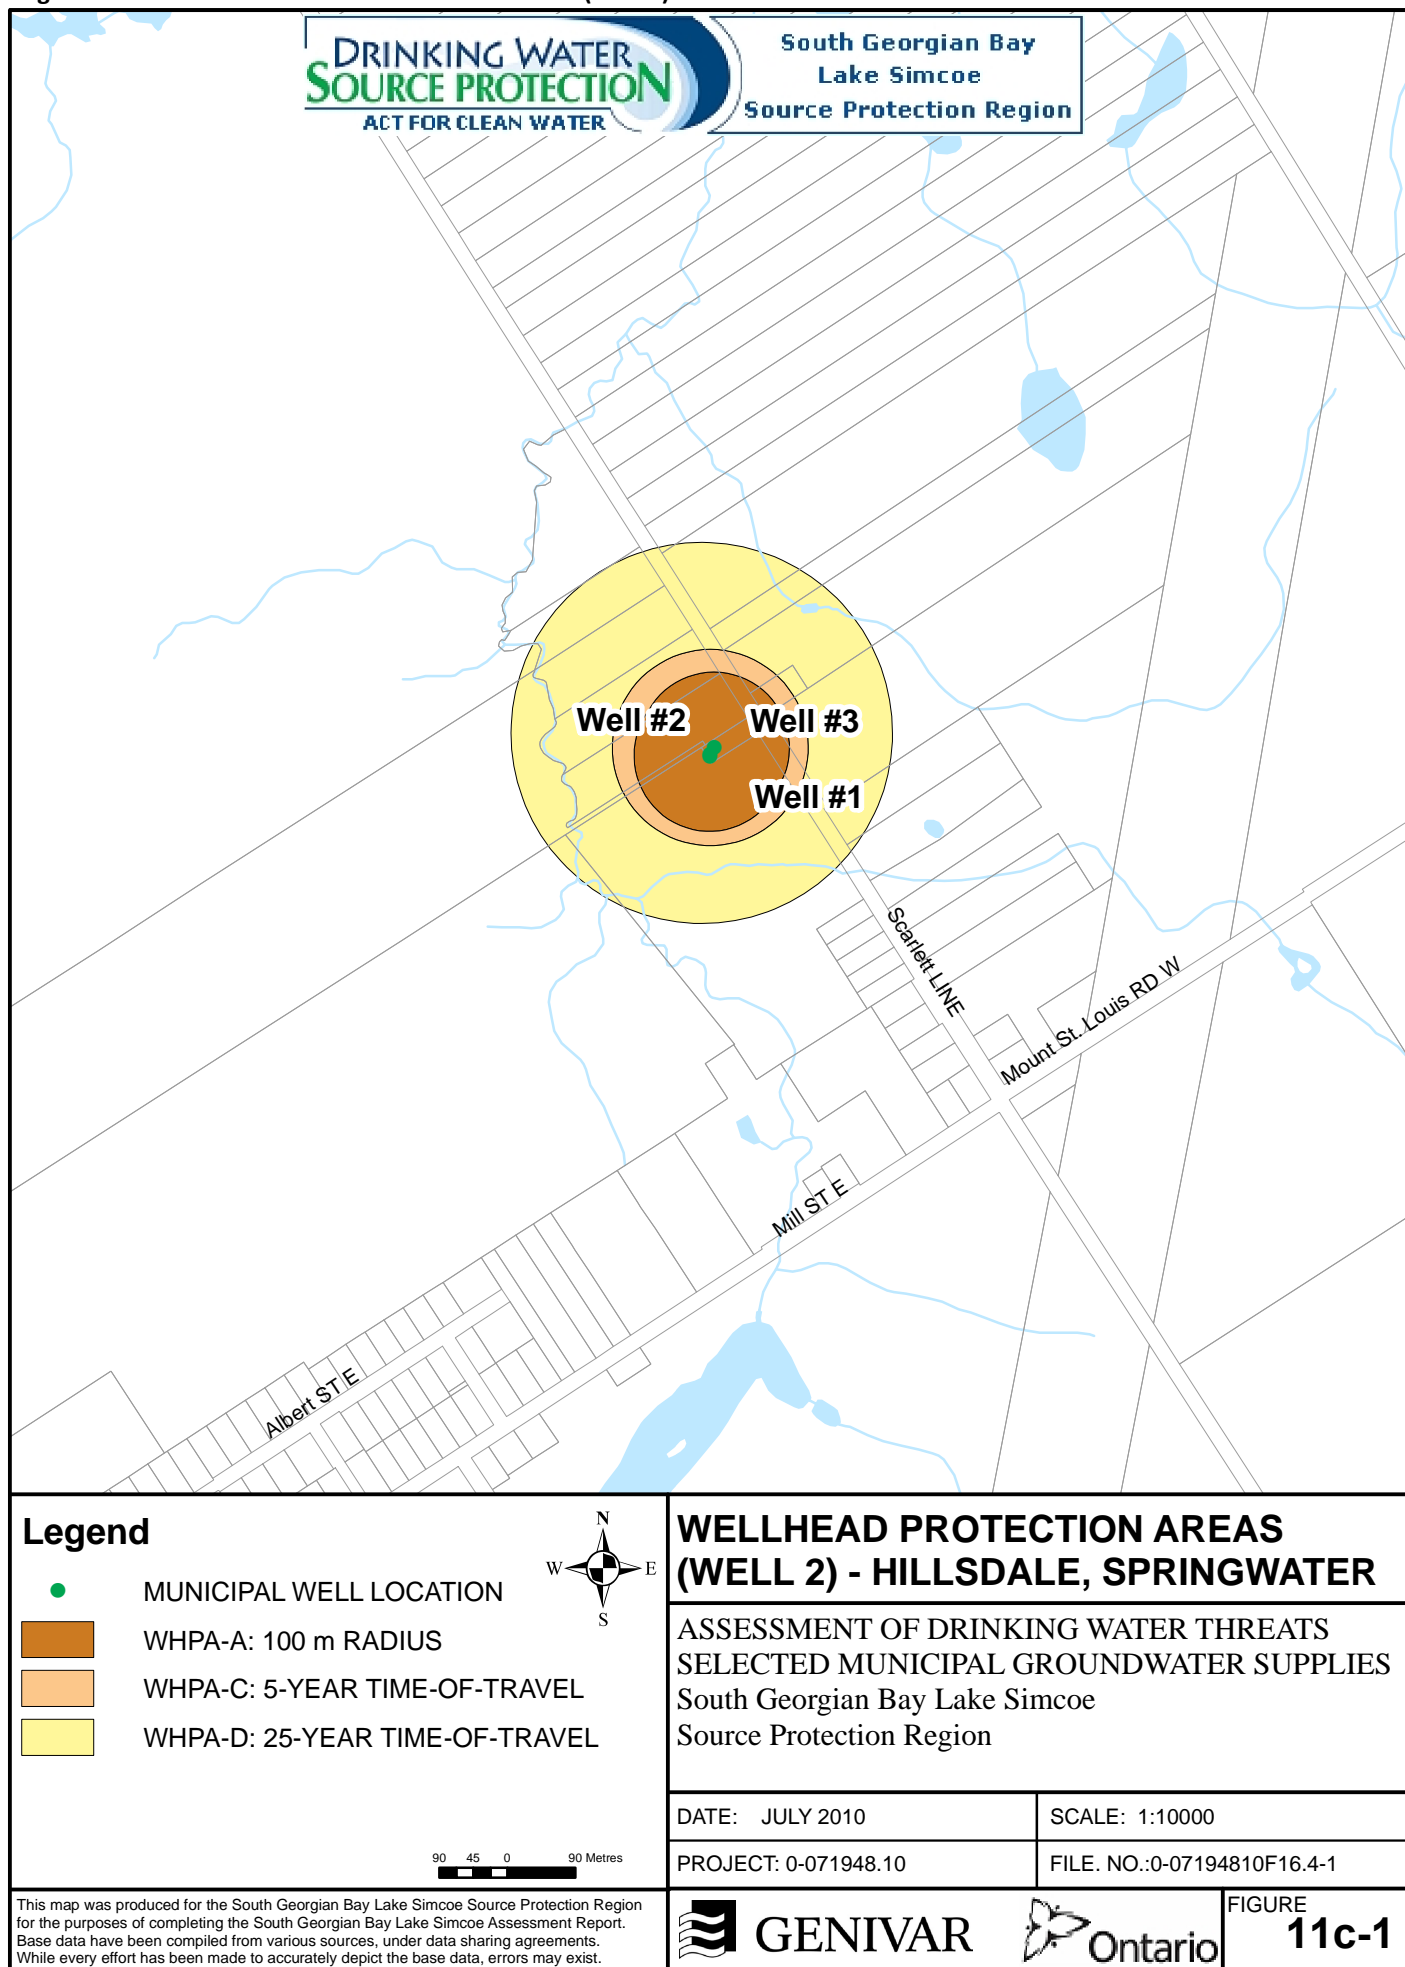 DRINKING WATER
SOURCE PROTECTION
ACT FOR CLEAN WATER
South Georgian Bay
Lake Simcoe
Source Protection Region
Well #2
Well #3
Well #1
Scarlett LINE
Mount St. Louis RD W
Mill ST E
Albert ST E
Legend
N
W
E
S
MUNICIPAL WELL LOCATION
WHPA-A: 100 m RADIUS
WHPA-C: 5-YEAR TIME-OF-TRAVEL
WHPA-D: 25-YEAR TIME-OF-TRAVEL
90 45 0 90 Metres
This map was produced for the South Georgian Bay Lake Simcoe Source Protection Region
for the purposes of completing the South Georgian Bay Lake Simcoe Assessment Report.
Base data have been compiled from various sources, under data sharing agreements.
While every effort has been made to accurately depict the base data, errors may exist.
WELLHEAD PROTECTION AREAS
(WELL 2) - HILLSDALE, SPRINGWATER
ASSESSMENT OF DRINKING WATER THREATS
SELECTED MUNICIPAL GROUNDWATER SUPPLIES
South Georgian Bay Lake Simcoe
Source Protection Region
DATE: JULY 2010
SCALE: 1:10000
PROJECT: 0-071948.10
FILE. NO.:0-07194810F16.4-1
GENIVAR
Ontario
FIGURE
11c-1